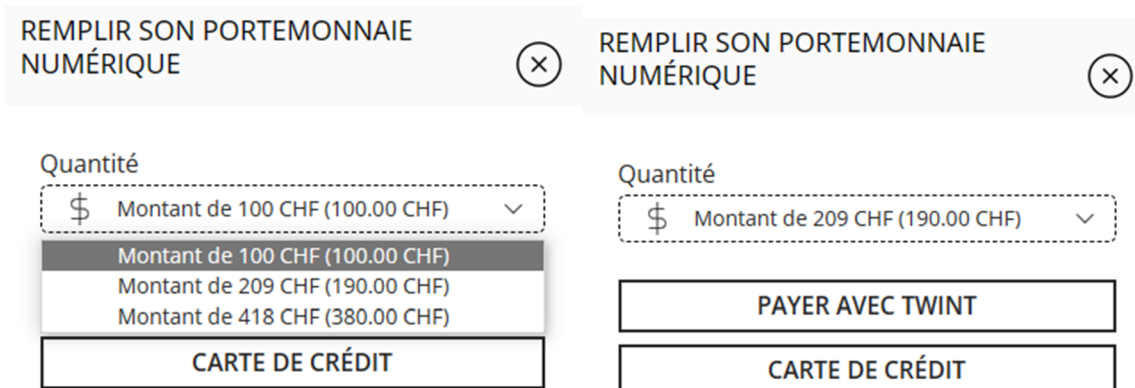 REMPLIR SON PORTEMONNAIE
NUMÉRIQUE
Quantité
$ Montant de 100 CHF (100.00 CHF)
Montant de 100 CHF (100.00 CHF)
Montant de 209 CHF (190.00 CHF)
Montant de 418 CHF (380.00 CHF)
CARTE DE CRÉDIT
REMPLIR SON PORTEMONNAIE
NUMÉRIQUE
Quantité
$ Montant de 209 CHF (190.00 CHF)
PAYER AVEC TWINT
CARTE DE CRÉDIT